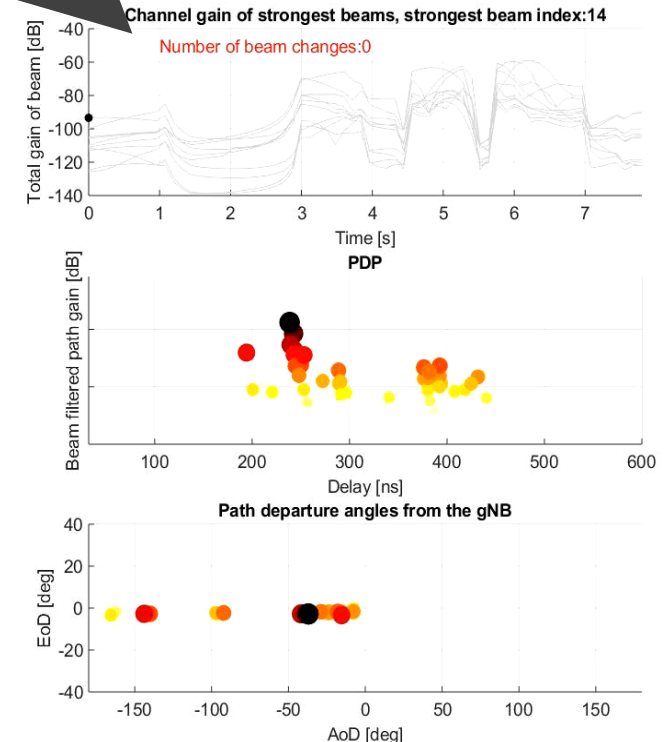 Channel gain of strongest beams, strongest beam index:14
Number of beam changes:0
Total gain of beam [dB]
-40
-60
-80
-100
-120
-140
0 1 2 3 4 5 6 7
Time [s]
PDP
Beam filtered path gain [dB]
100 200 300 400 500 600
Delay [ns]
Path departure angles from the gNB
EoD [deg]
40
20
0
-20
-40
-150 -100 -50 0 50 100 150
AoD [deg]